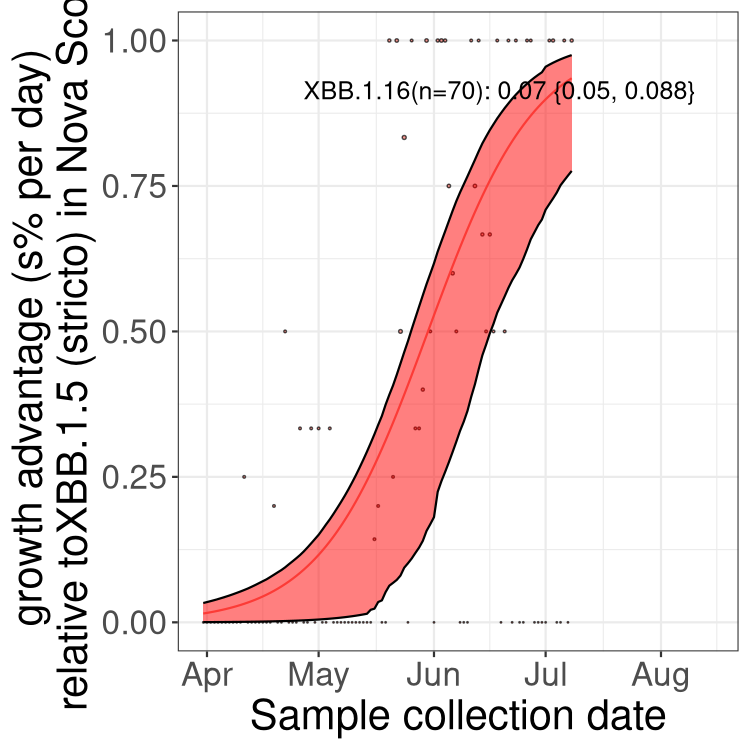 growth advantage (s% per day)
relative toXBB.1.5 (stricto) in Nova Sco
1.00
0.75
0.50
0.25
0.00
XBB.1.16(n=70): 0.07 {0.05, 0.088}
Apr May Jun Jul Aug
Sample collection date